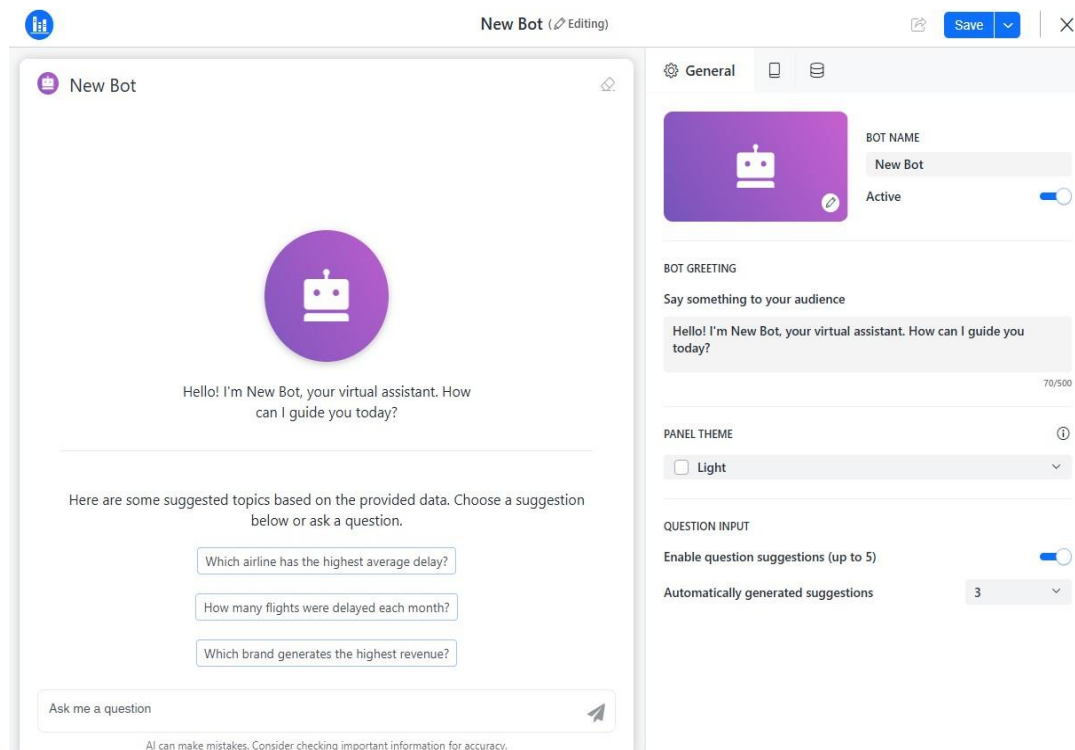 New Bot (Editing)
Save
New Bot
Hello! I'm New Bot, your virtual assistant. How
can I guide you today?
Here are some suggested topics based on the provided data. Choose a suggestion
below or ask a question.
Which airline has the highest average delay?
How many flights were delayed each month?
Which brand generates the highest revenue?
Ask me a question
AI can make mistakes. Consider checking important information for accuracy.
General
BOT NAME
New Bot
Active
BOT GREETING
Say something to your audience
Hello! I'm New Bot, your virtual assistant. How can I guide you
today?
70/500
PANEL THEME
Light
QUESTION INPUT
Enable question suggestions (up to 5)
Automatically generated suggestions 3